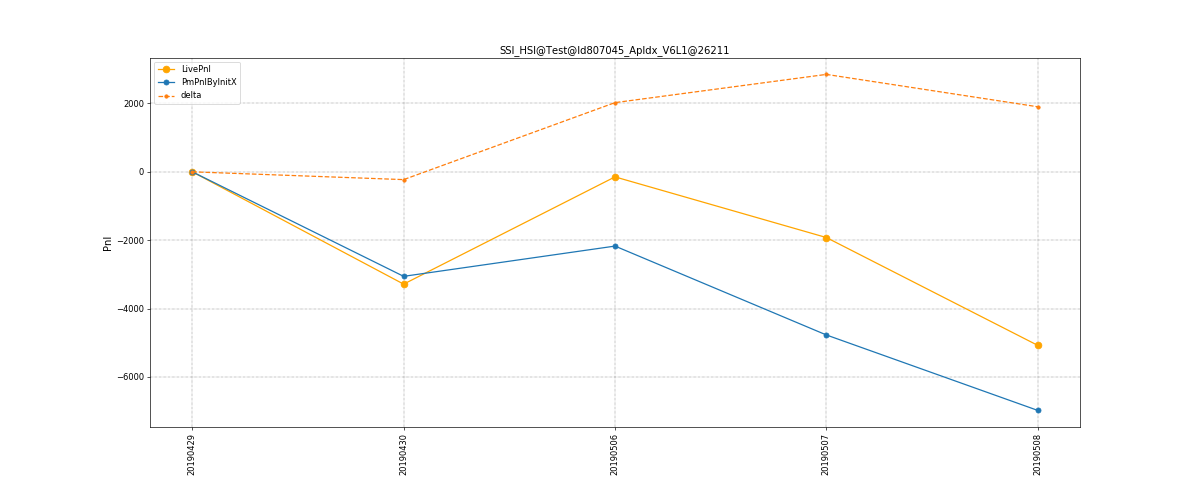 SSI_HSI@Test@Id807045_ApIdx_V6L1@26211
LivePnl
PmPnlByInitX
delta
2000
0
−2000
−4000
−6000
Pnl
20190429
20190430
20190506
20190507
20190508